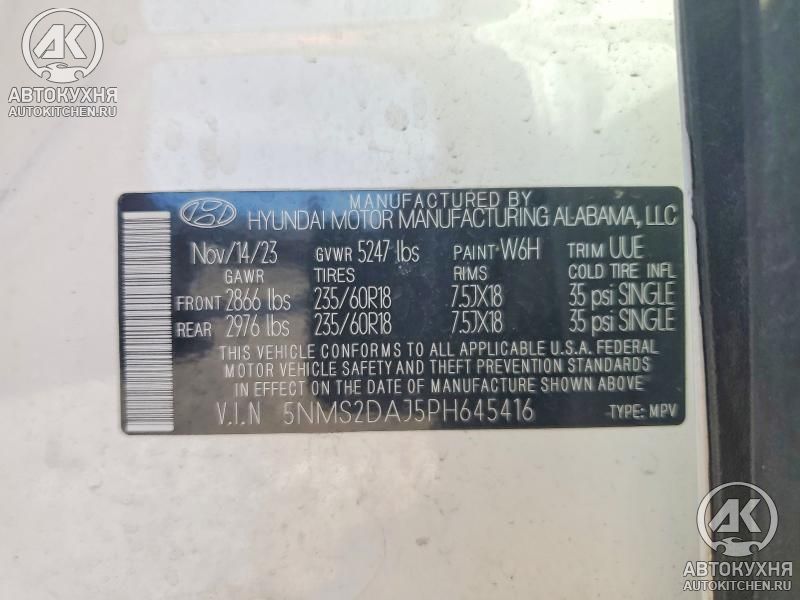 АК
АВТОКУХНЯ
AUTOKITCHEN.RU
MANUFACTURED BY
HYUNDAI MOTOR MANUFACTURING ALABAMA, LLC
Nov/14/23 GVWR 5247 lbs PAINT W6H TRIM UUE
GAWR TIRES RIMS COLD TIRE INFL
FRONT 2866 lbs 235/60R18 7.5JX18 35 psi SINGLE
REAR 2976 lbs 235/60R18 7.5JX18 35 psi SINGLE
THIS VEHICLE CONFORMS TO ALL APPLICABLE U.S.A. FEDERAL
MOTOR VEHICLE SAFETY AND THEFT PREVENTION STANDARDS
IN EFFECT ON THE DATE OF MANUFACTURE SHOWN ABOVE
V.I.N 5NMS2DAJ5PH645416 TYPE: MPV
АК
АВТОКУХНЯ
AUTOKITCHEN.RU